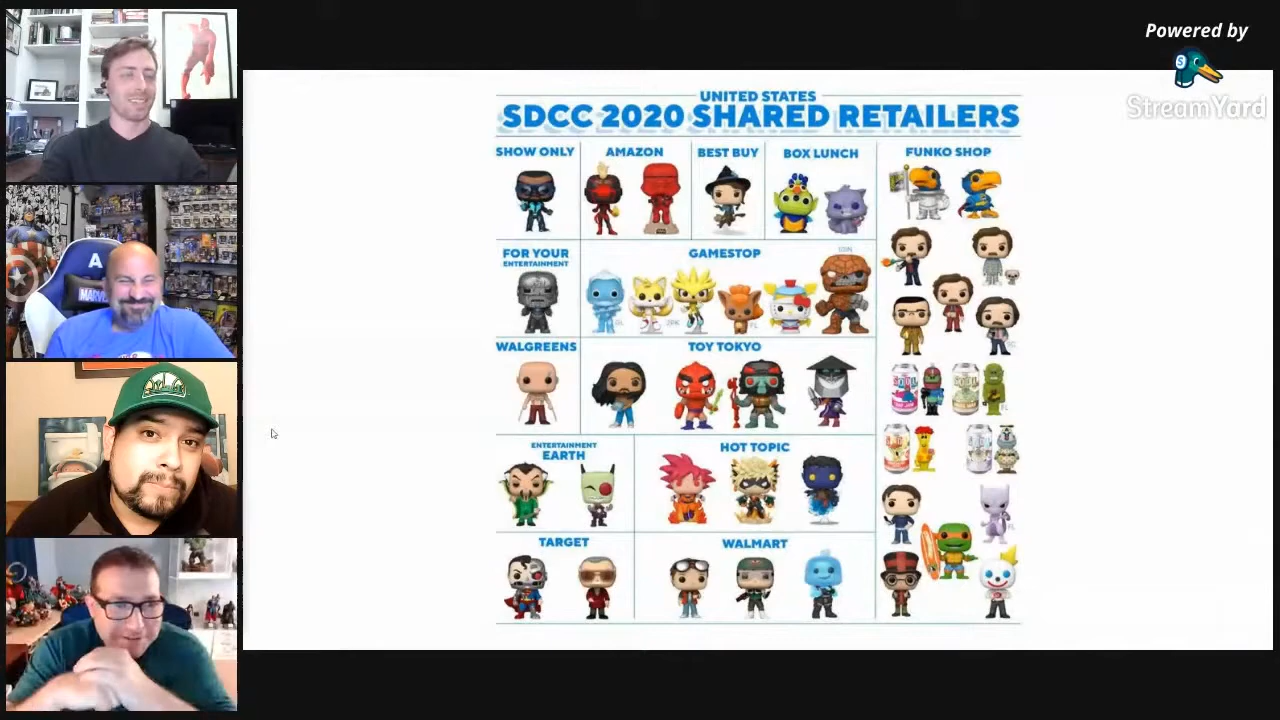 Powered by
StreamYard
UNITED STATES
SDCC 2020 SHARED RETAILERS
SHOW ONLY
AMAZON
BEST BUY
BOX LUNCH
FUNKO SHOP
FOR YOUR
ENTERTAINMENT
GAMESTOP
WALGREENS
TOY TOKYO
ENTERTAINMENT
EARTH
HOT TOPIC
TARGET
WALMART
A
MARVEL